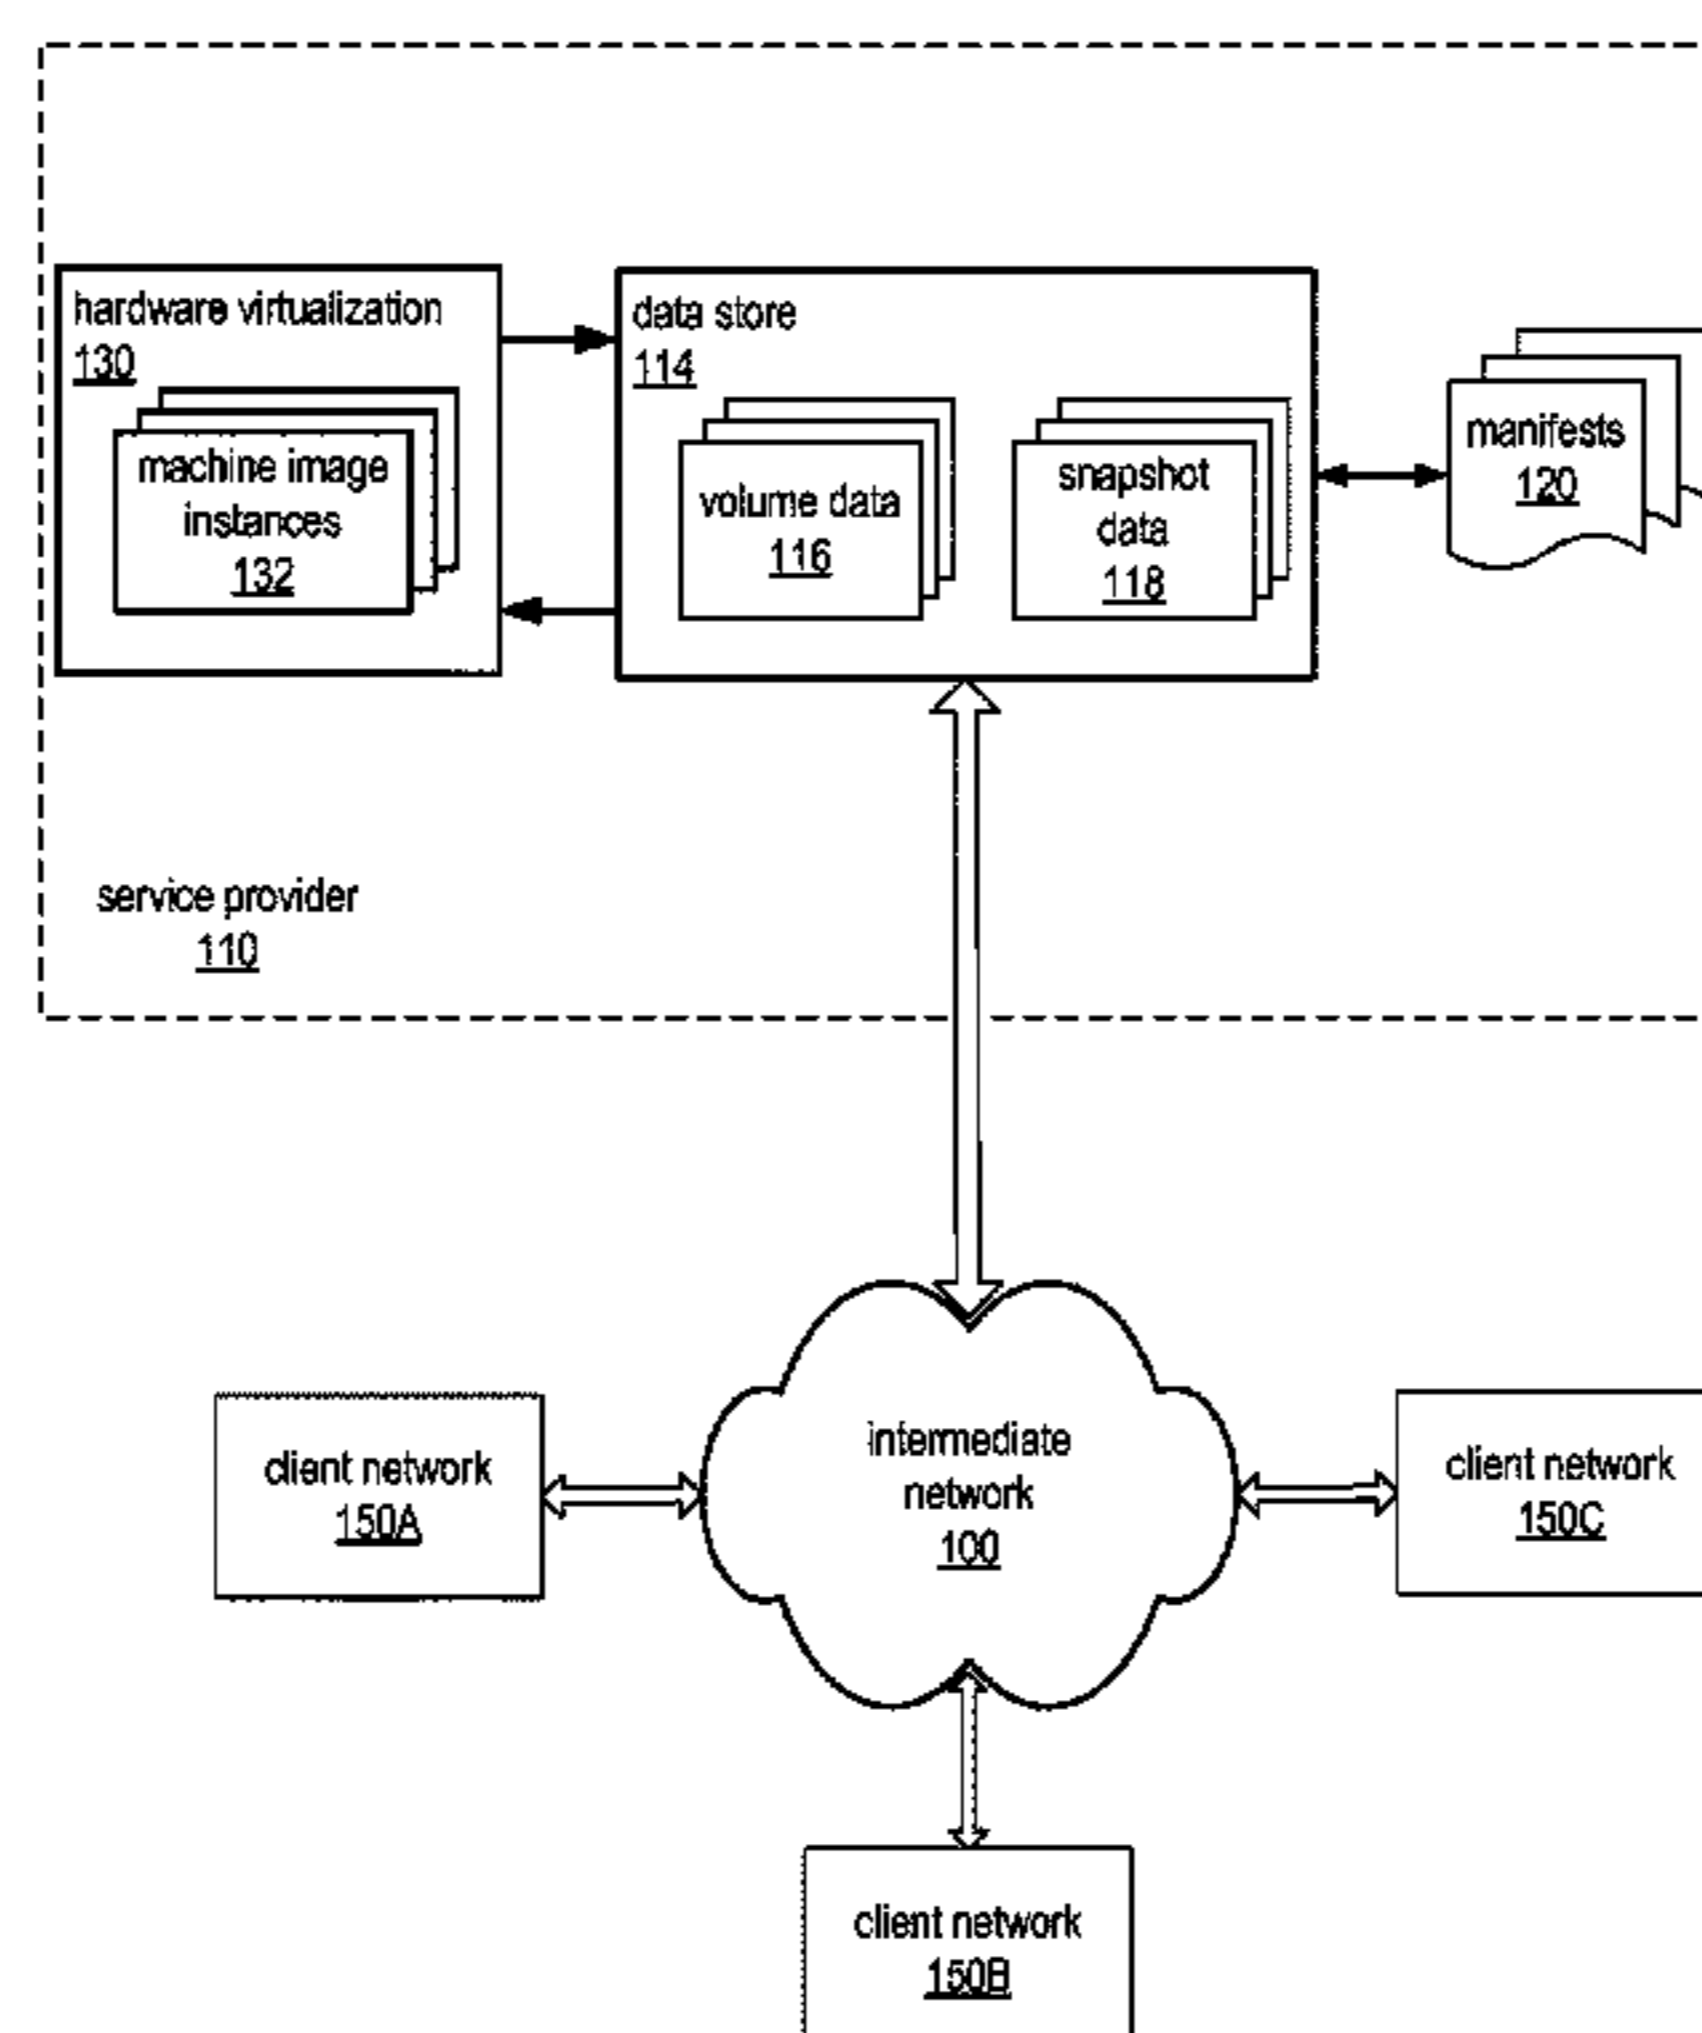 hardware virtualization
130
machine image
instances
132
data store
114
volume data
116
snapshot
data
118
manifests
120
service provider
110
intermediate
network
100
client network
150A
client network
150C
client network
150B